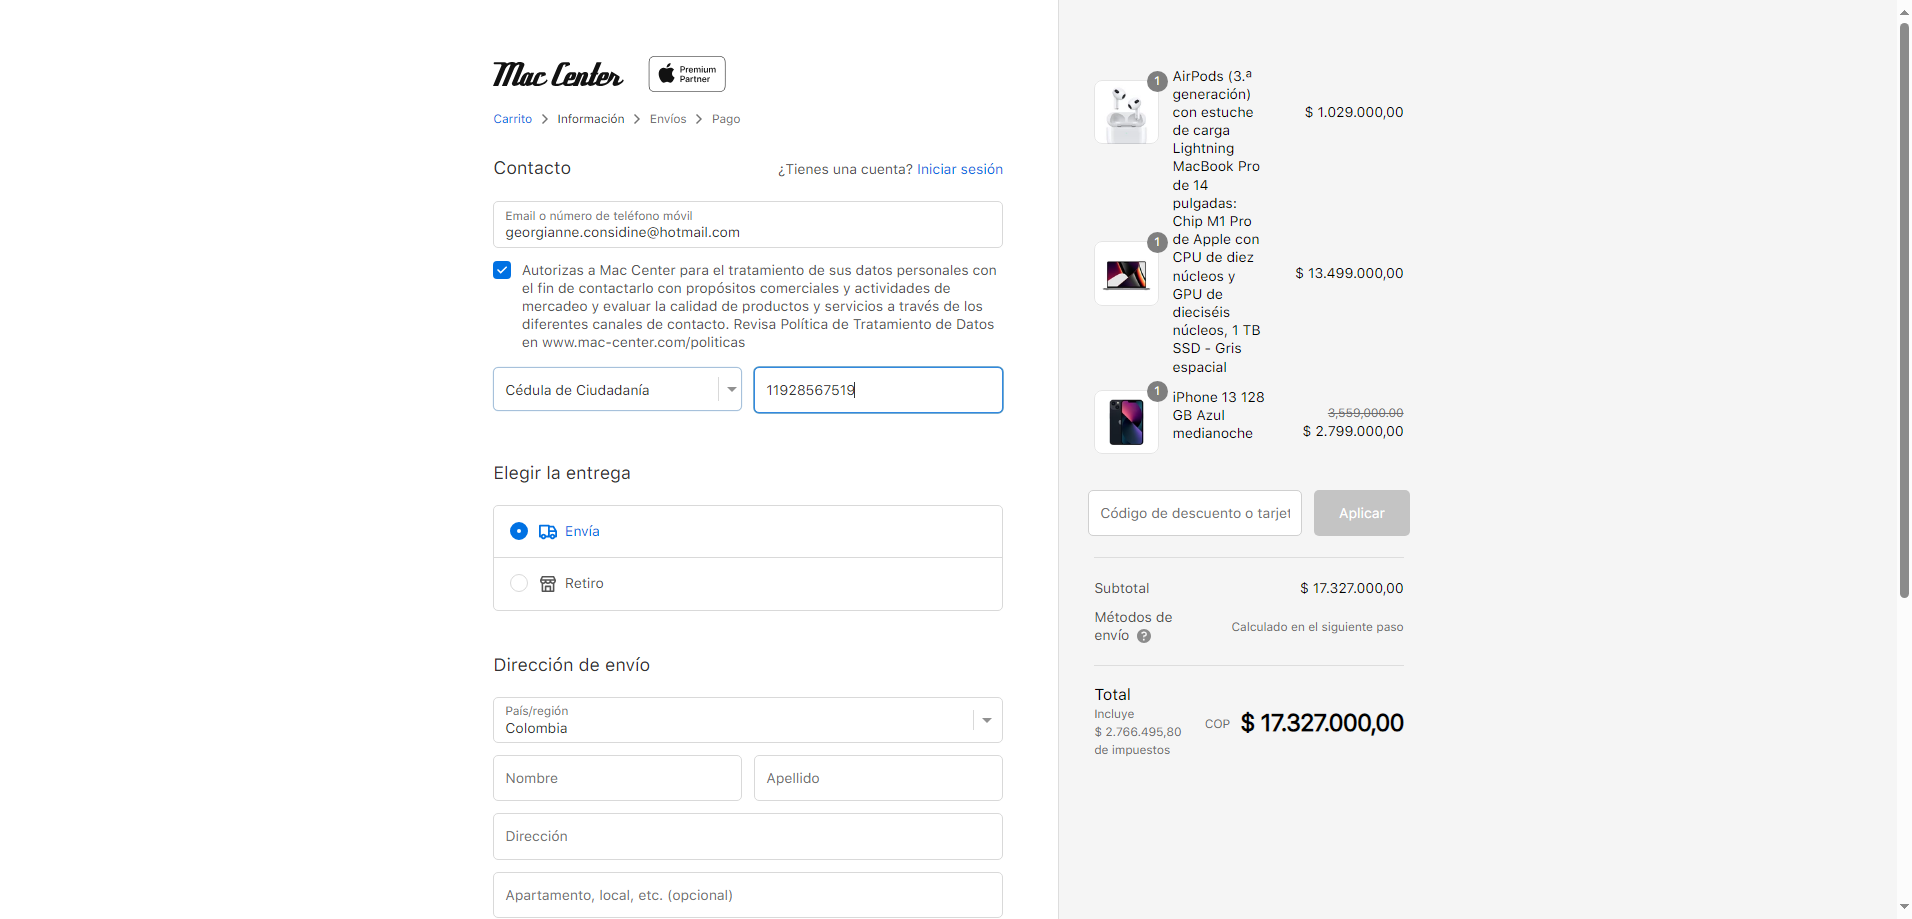 Mac Center
Premium
Partner
Carrito > Información > Envíos > Pago
Contacto
¿Tienes una cuenta? Iniciar sesión
Email o número de teléfono móvil
georgianne.considine@hotmail.com
Autorizas a Mac Center para el tratamiento de sus datos personales con
el fin de contactarlo con propósitos comerciales y actividades de
mercadeo y evaluar la calidad de productos y servicios a través de los
diferentes canales de contacto. Revisa Política de Tratamiento de Datos
en www.mac-center.com/politicas
Cédula de Ciudadanía
11928567519
Elegir la entrega
Envía
Retiro
Dirección de envío
País/región
Colombia
Nombre
Apellido
Dirección
Apartamento, local, etc. (opcional)
1
AirPods (3.ª
generación)
con estuche
de carga
Lightning
$ 1.029.000,00
1
MacBook Pro
de 14
pulgadas:
Chip M1 Pro
de Apple con
CPU de diez
núcleos y
GPU de
dieciséis
núcleos, 1 TB
SSD - Gris
espacial
$ 13.499.000,00
1
iPhone 13 128
GB Azul
medianoche
3,559,000.00
$ 2.799.000,00
Código de descuento o tarjet
Aplicar
Subtotal
$ 17.327.000,00
Métodos de
envío ?
Calculado en el siguiente paso
Total
Incluye
$ 2.766.495,80
de impuestos
COP $ 17.327.000,00